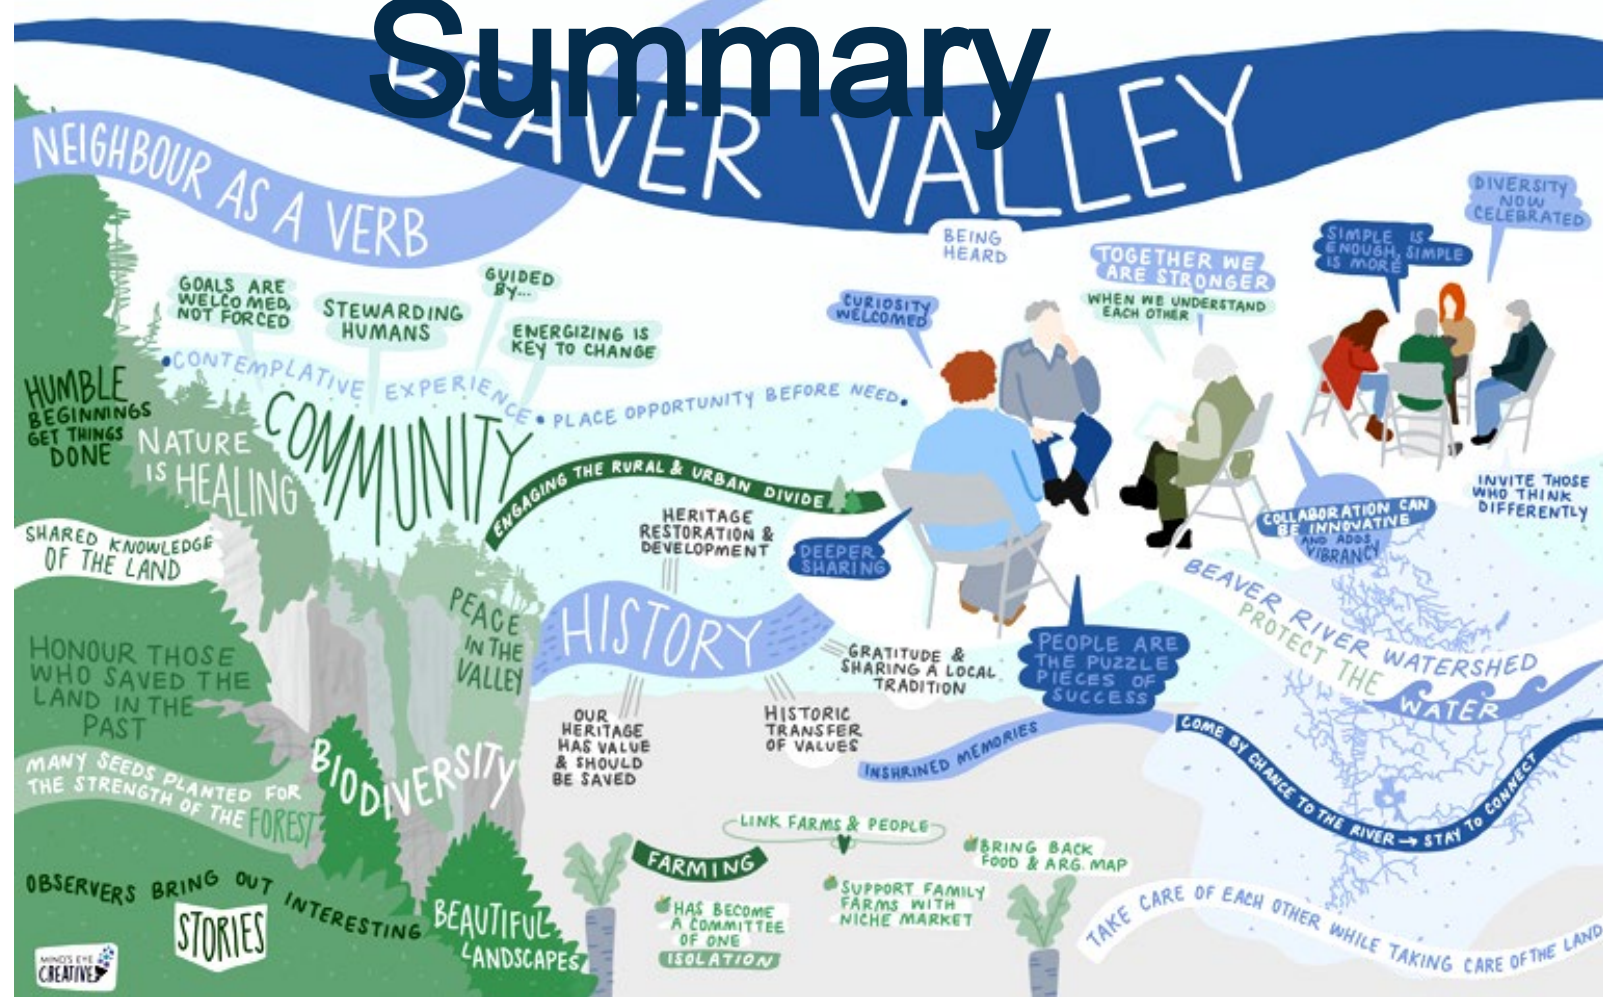 Summary
BEAVER VALLEY
NEIGHBOUR AS A VERB
GOALS ARE
WELCOMED,
NOT FORCED
STEWARDING
HUMANS
GUIDED
BY...
ENERGIZING IS
KEY TO CHANGE
•CONTEMPLATIVE EXPERIENCE• PLACE OPPORTUNITY BEFORE NEED•
HUMBLE
BEGINNINGS
GET THINGS
DONE
NATURE
IS HEALING
COMMUNITY
ENGAGING THE RURAL & URBAN DIVIDE
BEING
HEARD
CURIOSITY
WELCOMED
TOGETHER WE
ARE STRONGER
WHEN WE UNDERSTAND
EACH OTHER
SIMPLE IS
ENOUGH, SIMPLE
IS MORE
DIVERSITY
NOW
CELEBRATED
INVITE THOSE
WHO THINK
DIFFERENTLY
COLLABORATION CAN
BE INNOVATIVE
AND ADDS
VIBRANCY
DEEPER
SHARING
PEOPLE ARE
THE PUZZLE
PIECES OF
SUCCESS
SHARED KNOWLEDGE
OF THE LAND
HONOUR THOSE
WHO SAVED THE
LAND IN THE
PAST
MANY SEEDS PLANTED FOR
THE STRENGTH OF THE FOREST
PEACE
IN THE
VALLEY
BIODIVERSITY
HERITAGE
RESTORATION &
DEVELOPMENT
HISTORY
GRATITUDE &
SHARING A LOCAL
TRADITION
OUR
HERITAGE
HAS VALUE
& SHOULD
BE SAVED
HISTORIC
TRANSFER
OF VALUES
INSHRINED MEMORIES
BEAVER RIVER WATERSHED
PROTECT THE
WATER
COME BY CHANCE TO THE RIVER → STAY TO CONNECT
OBSERVERS BRING OUT INTERESTING
STORIES
BEAUTIFUL
LANDSCAPES
LINK FARMS & PEOPLE
FARMING
HAS BECOME
A COMMITTEE
OF ONE
ISOLATION
SUPPORT FAMILY
FARMS WITH
NICHE MARKET
BRING BACK
FOOD & ARG. MAP
TAKE CARE OF EACH OTHER WHILE TAKING CARE OF THE LAND
MIND'S EYE
CREATIVE